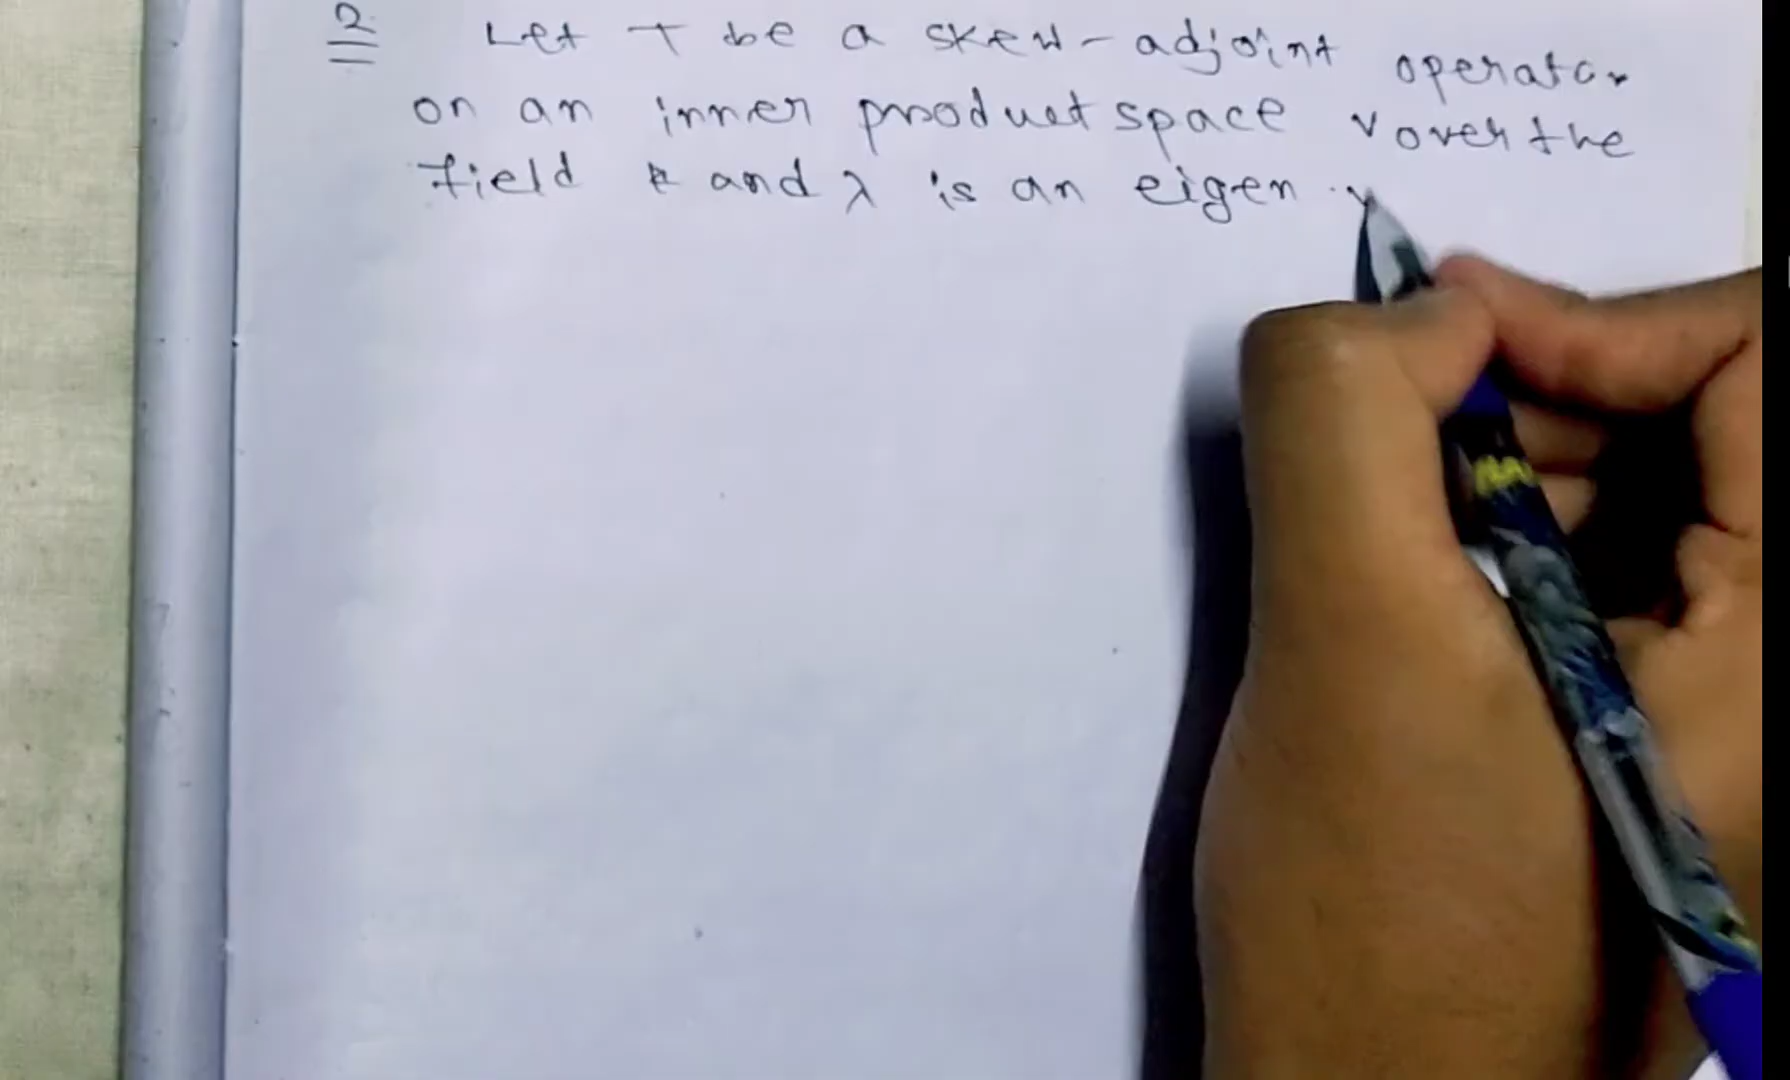 2
Let T be a skew-adjoint operator
on an inner product space V over the
field and λ is an eigen v